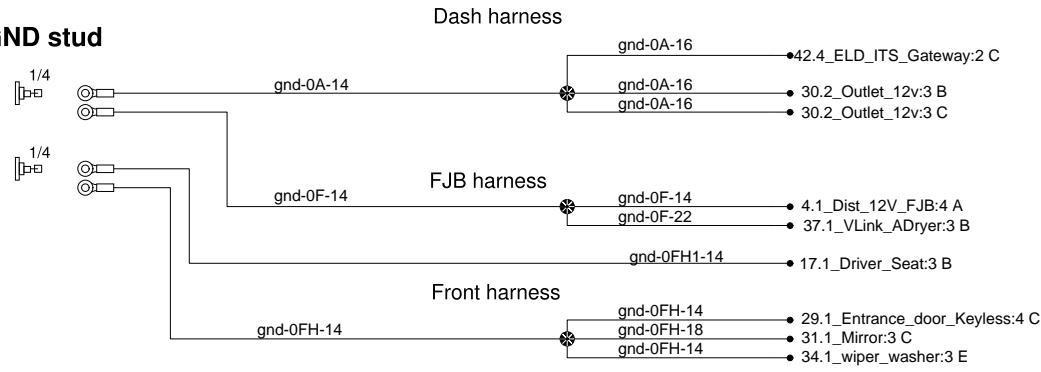 Dash harness
GND stud
gnd-0A-16
42.4_ELD_ITS_Gateway:2 C
1/4
gnd-0A-14
gnd-0A-16
30.2_Outlet_12v:3 B
gnd-0A-16
30.2_Outlet_12v:3 C
1/4
FJB harness
gnd-0F-14
gnd-0F-14
4.1_Dist_12V_FJB:4 A
gnd-0F-22
37.1_VLink_ADryer:3 B
gnd-0FH1-14
17.1_Driver_Seat:3 B
Front harness
gnd-0FH-14
29.1_Entrance_door_Keyless:4 C
gnd-0FH-14
gnd-0FH-18
31.1_Mirror:3 C
gnd-0FH-14
34.1_wiper_washer:3 E